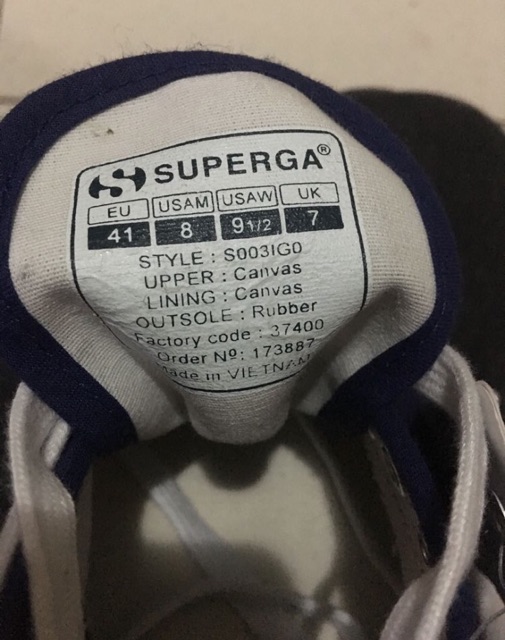 SUPERGA®
EU USAM USAW UK
41 8 9 1/2 7
STYLE : S003IG0
UPPER : Canvas
LINING : Canvas
OUTSOLE : Rubber
Factory code : 37400
Order Nº: 173887
Made in VIETNAM